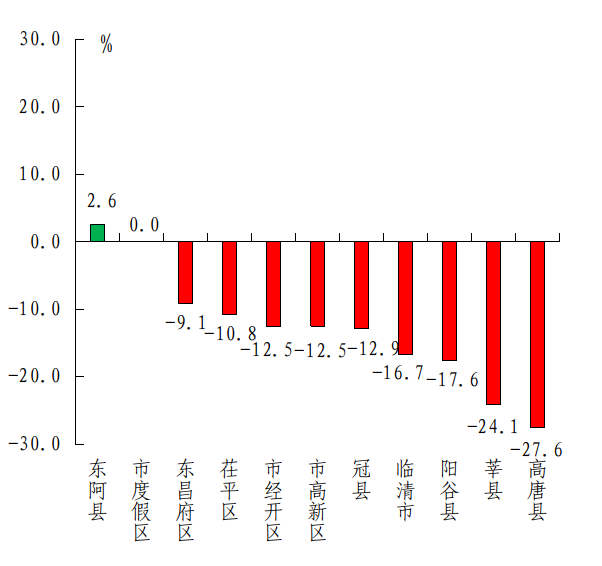 30.0
%
20.0
10.0
2.6
0.0
0.0
-9.1
-10.0
-10.8
-12.5
-12.5
-12.9
-16.7
-17.6
-20.0
-24.1
-27.6
-30.0
东阿县
市度假区
东昌府区
茌平区
市经开区
市高新区
冠县
临清市
阳谷县
莘县
高唐县